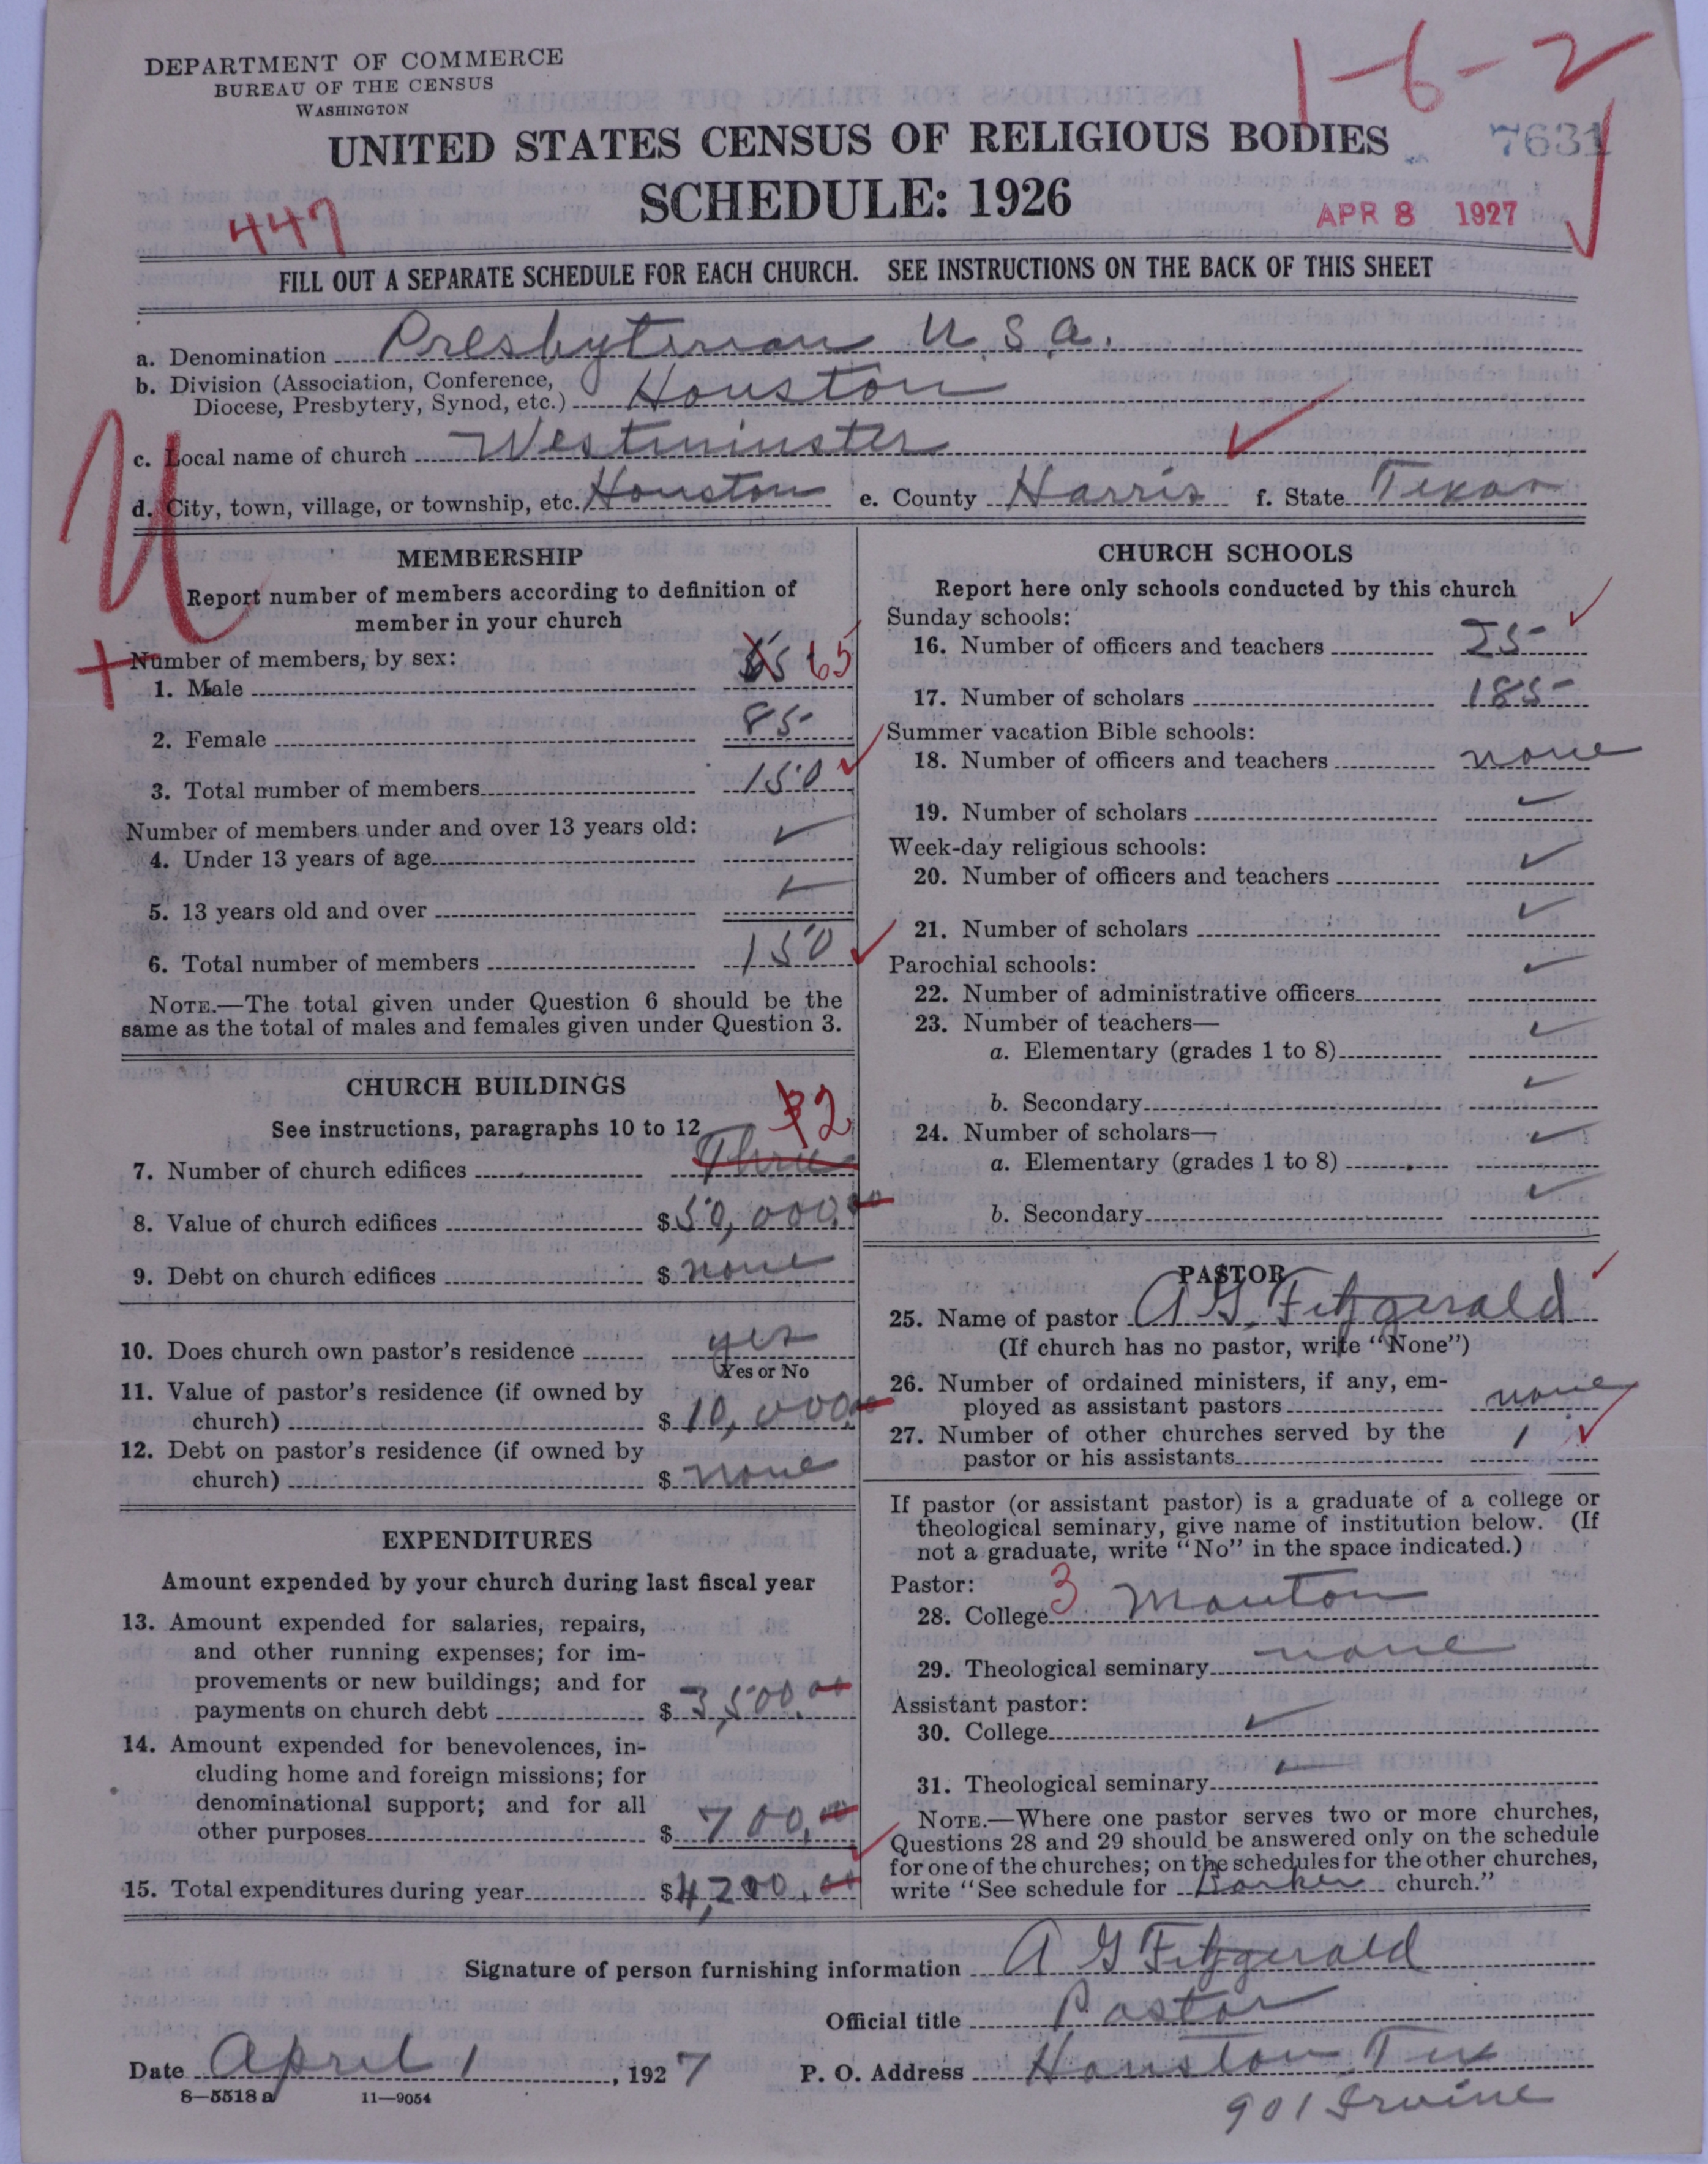 DEPARTMENT OF COMMERCE
BUREAU OF THE CENSUS
WASHINGTON
1-6-2
UNITED STATES CENSUS OF RELIGIOUS BODIES
7631
SCHEDULE: 1926
447
APR 8 1927
FILL OUT A SEPARATE SCHEDULE FOR EACH CHURCH. SEE INSTRUCTIONS ON THE BACK OF THIS SHEET
a. Denomination Presbyterian U.S.A.
b. Division (Association, Conference,
Diocese, Presbytery, Synod, etc.) Houston
c. Local name of church Westminster
d. City, town, village, or township, etc. Houston e. County Harris f. State Texas
U
MEMBERSHIP
Report number of members according to definition of
member in your church
Number of members, by sex:
1. Male 65
2. Female 85
3. Total number of members 150
Number of members under and over 13 years old:
4. Under 13 years of age
5. 13 years old and over
6. Total number of members 150
NOTE.—The total given under Question 6 should be the
same as the total of males and females given under Question 3.
CHURCH BUILDINGS
See instructions, paragraphs 10 to 12
2
7. Number of church edifices Three
8. Value of church edifices $ 50,000.00
9. Debt on church edifices $ none
10. Does church own pastor's residence yes
Yes or No
11. Value of pastor's residence (if owned by
church) $ 10,000.00
12. Debt on pastor's residence (if owned by
church) $ none
EXPENDITURES
Amount expended by your church during last fiscal year
13. Amount expended for salaries, repairs,
and other running expenses; for im-
provements or new buildings; and for
payments on church debt $ 3,500.00
14. Amount expended for benevolences, in-
cluding home and foreign missions; for
denominational support; and for all
other purposes $ 700.00
15. Total expenditures during year $ 4,200.00
CHURCH SCHOOLS
Report here only schools conducted by this church
Sunday schools:
16. Number of officers and teachers 25
17. Number of scholars 185
Summer vacation Bible schools:
18. Number of officers and teachers none
19. Number of scholars
Week-day religious schools:
20. Number of officers and teachers
21. Number of scholars
Parochial schools:
22. Number of administrative officers
23. Number of teachers—
a. Elementary (grades 1 to 8)
b. Secondary
24. Number of scholars—
a. Elementary (grades 1 to 8)
b. Secondary
PASTOR
25. Name of pastor A G. Fitzgerald
(If church has no pastor, write "None")
26. Number of ordained ministers, if any, em-
ployed as assistant pastors none
27. Number of other churches served by the
pastor or his assistants 1
If pastor (or assistant pastor) is a graduate of a college or
theological seminary, give name of institution below. (If
not a graduate, write "No" in the space indicated.)
Pastor:
28. College 3 Manton
29. Theological seminary none
Assistant pastor:
30. College
31. Theological seminary
NOTE.—Where one pastor serves two or more churches,
Questions 28 and 29 should be answered only on the schedule
for one of the churches; on the schedules for the other churches,
write "See schedule for Barker church."
Signature of person furnishing information A G Fitzgerald
Official title Pastor
Date April 1, 1927 P. O. Address Houston Tex
8—5518 a 11—9054
901 Irvine